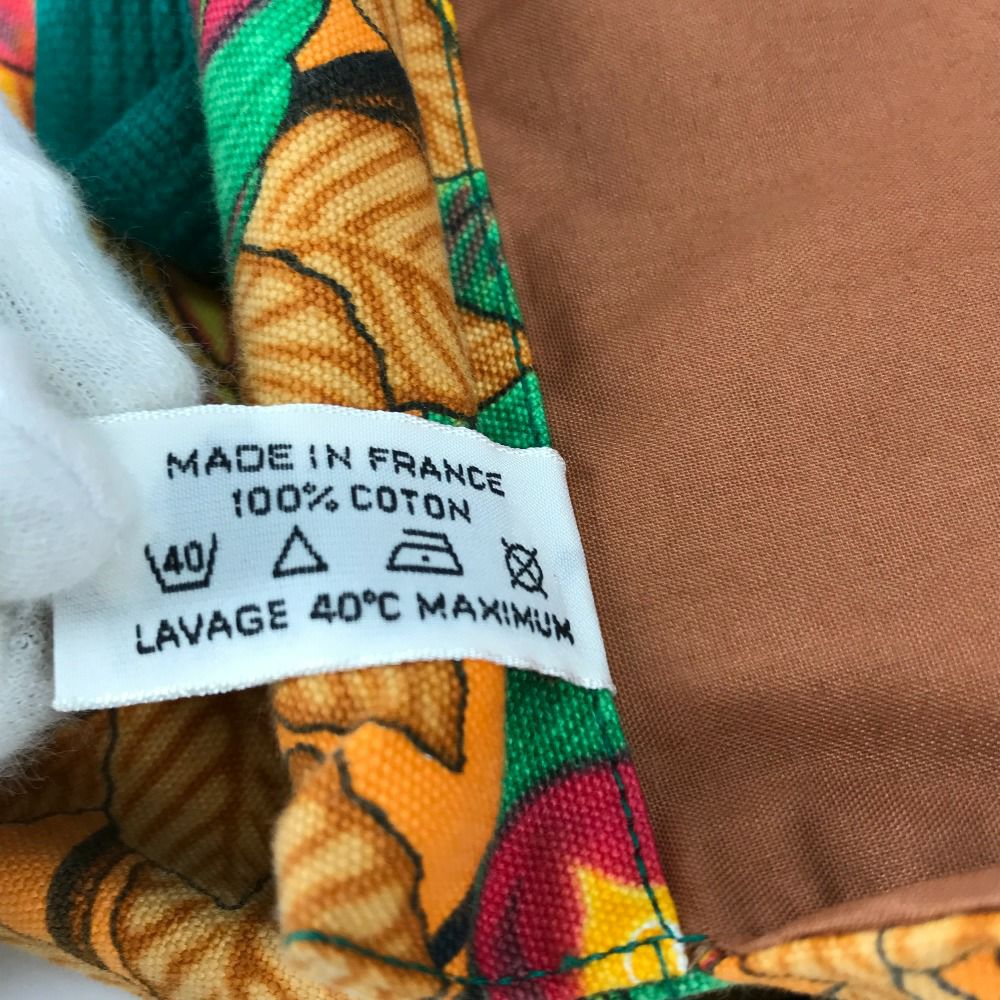 MADE IN FRANCE
100% COTON
40
LAVAGE 40°C MAXIMUM